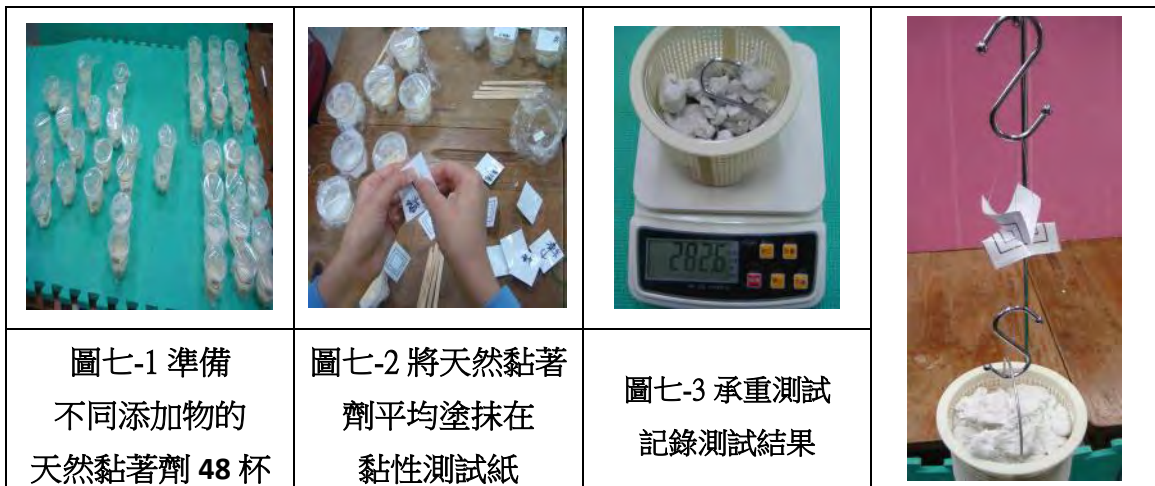 2826
圖七-1 準備
不同添加物的
天然黏著劑 48 杯
圖七-2 將天然黏著
劑平均塗抹在
黏性測試紙
圖七-3 承重測試
記錄測試結果